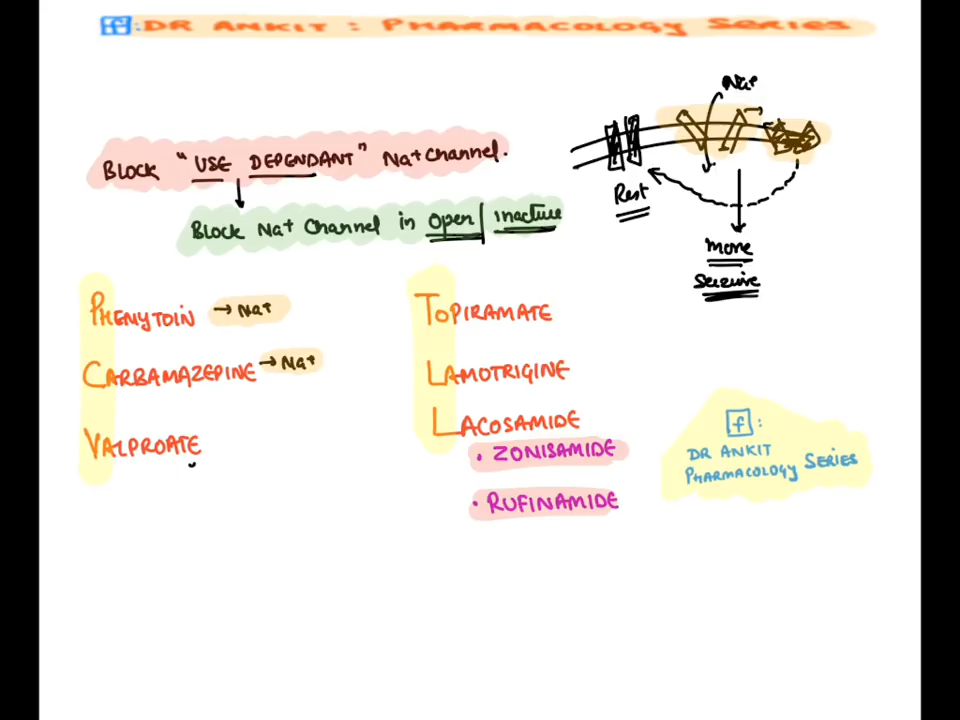 f: DR ANKIT : PHARMACOLOGY SERIES
BLOCK "USE DEPENDANT" Na+ CHANNEL.
BLOCK Na+ CHANNEL in Open | Inactive
Na+
Rest
more
seizure
PHENYTOIN → Na+
CARBAMAZEPINE → Na+
VALPROATE
TOPIRAMATE
LAMOTRIGINE
LACOSAMIDE
• ZONISAMIDE
• RUFINAMIDE
f:
DR ANKIT
PHARMACOLOGY SERIES